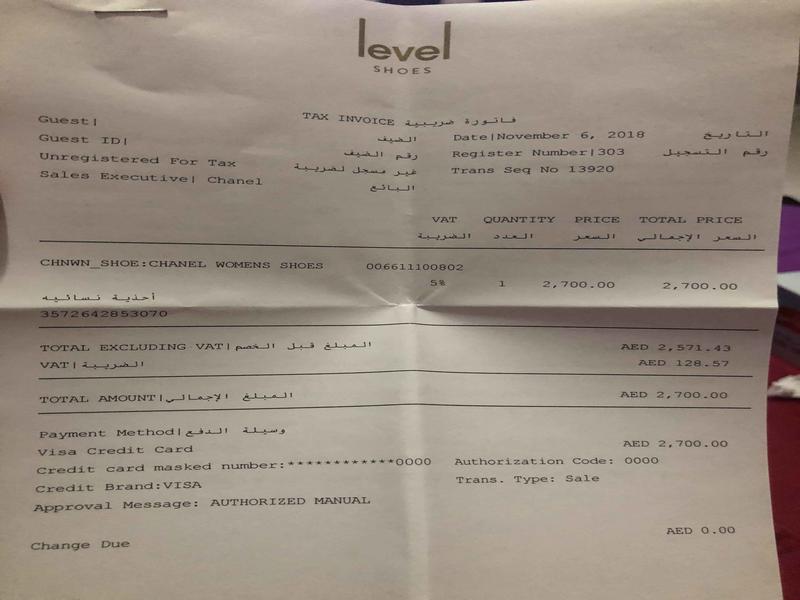 level
SHOES
TAX INVOICE فاتورة ضريبية
Guest| الضيف Date|November 6, 2018 التاريخ
Guest ID| رقم الضيف Register Number|303 رقم التسجيل
Unregistered For Tax غير مسجل لضريبة Trans Seq No 13920
Sales Executive| Chanel البائع
VAT QUANTITY PRICE TOTAL PRICE
الضريبة العدد السعر السعر الإجمالي
CHNWN_SHOE:CHANEL WOMENS SHOES 006611100802
5% 1 2,700.00 2,700.00
أحذية نسائيه
3572642853070
TOTAL EXCLUDING VAT|المبلغ قبل الخصم AED 2,571.43
VAT|الضريبة AED 128.57
TOTAL AMOUNT|المبلغ الإجمالي AED 2,700.00
Payment Method|وسيلة الدفع
Visa Credit Card AED 2,700.00
Credit card masked number:************0000 Authorization Code: 0000
Credit Brand:VISA Trans. Type: Sale
Approval Message: AUTHORIZED MANUAL
Change Due AED 0.00